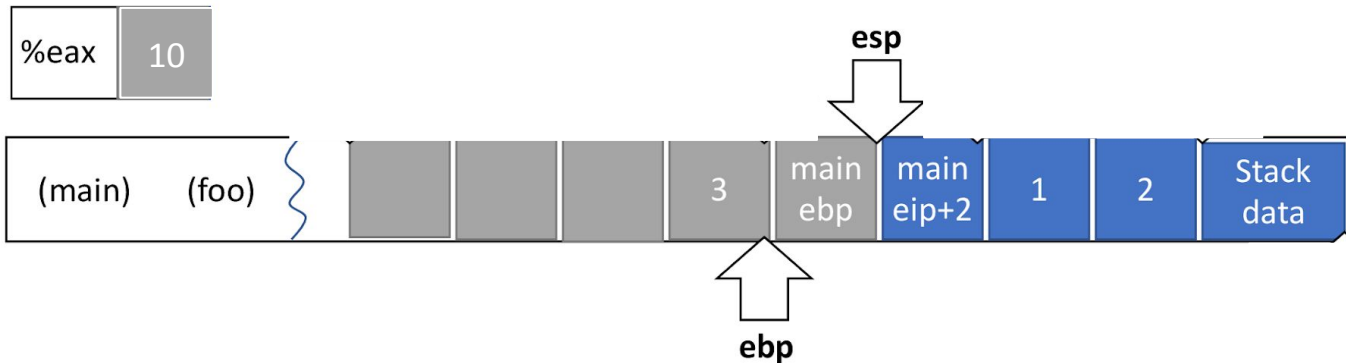 %eax 10
esp
(main) (foo)
3
main
ebp
main
eip+2
1
2
Stack
data
ebp